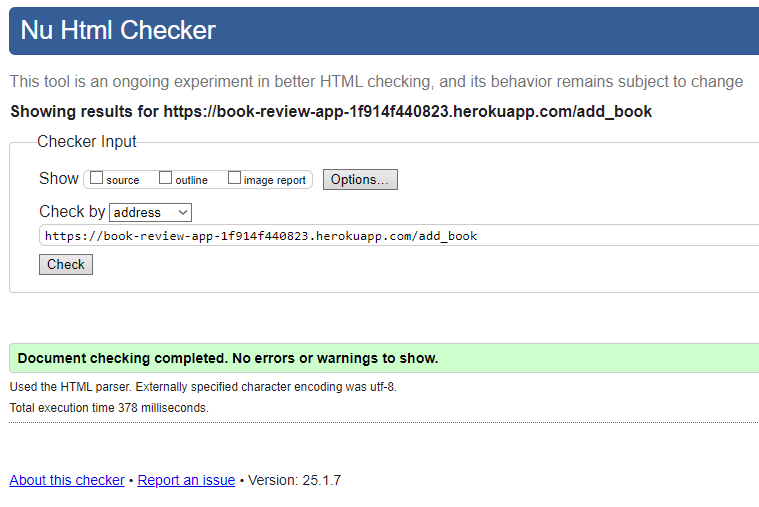 Nu Html Checker
This tool is an ongoing experiment in better HTML checking, and its behavior remains subject to change
Showing results for https://book-review-app-1f914f440823.herokuapp.com/add_book
Checker Input
Show source outline image report Options...
Check by address
https://book-review-app-1f914f440823.herokuapp.com/add_book
Check
Document checking completed. No errors or warnings to show.
Used the HTML parser. Externally specified character encoding was utf-8.
Total execution time 378 milliseconds.
About this checker • Report an issue • Version: 25.1.7